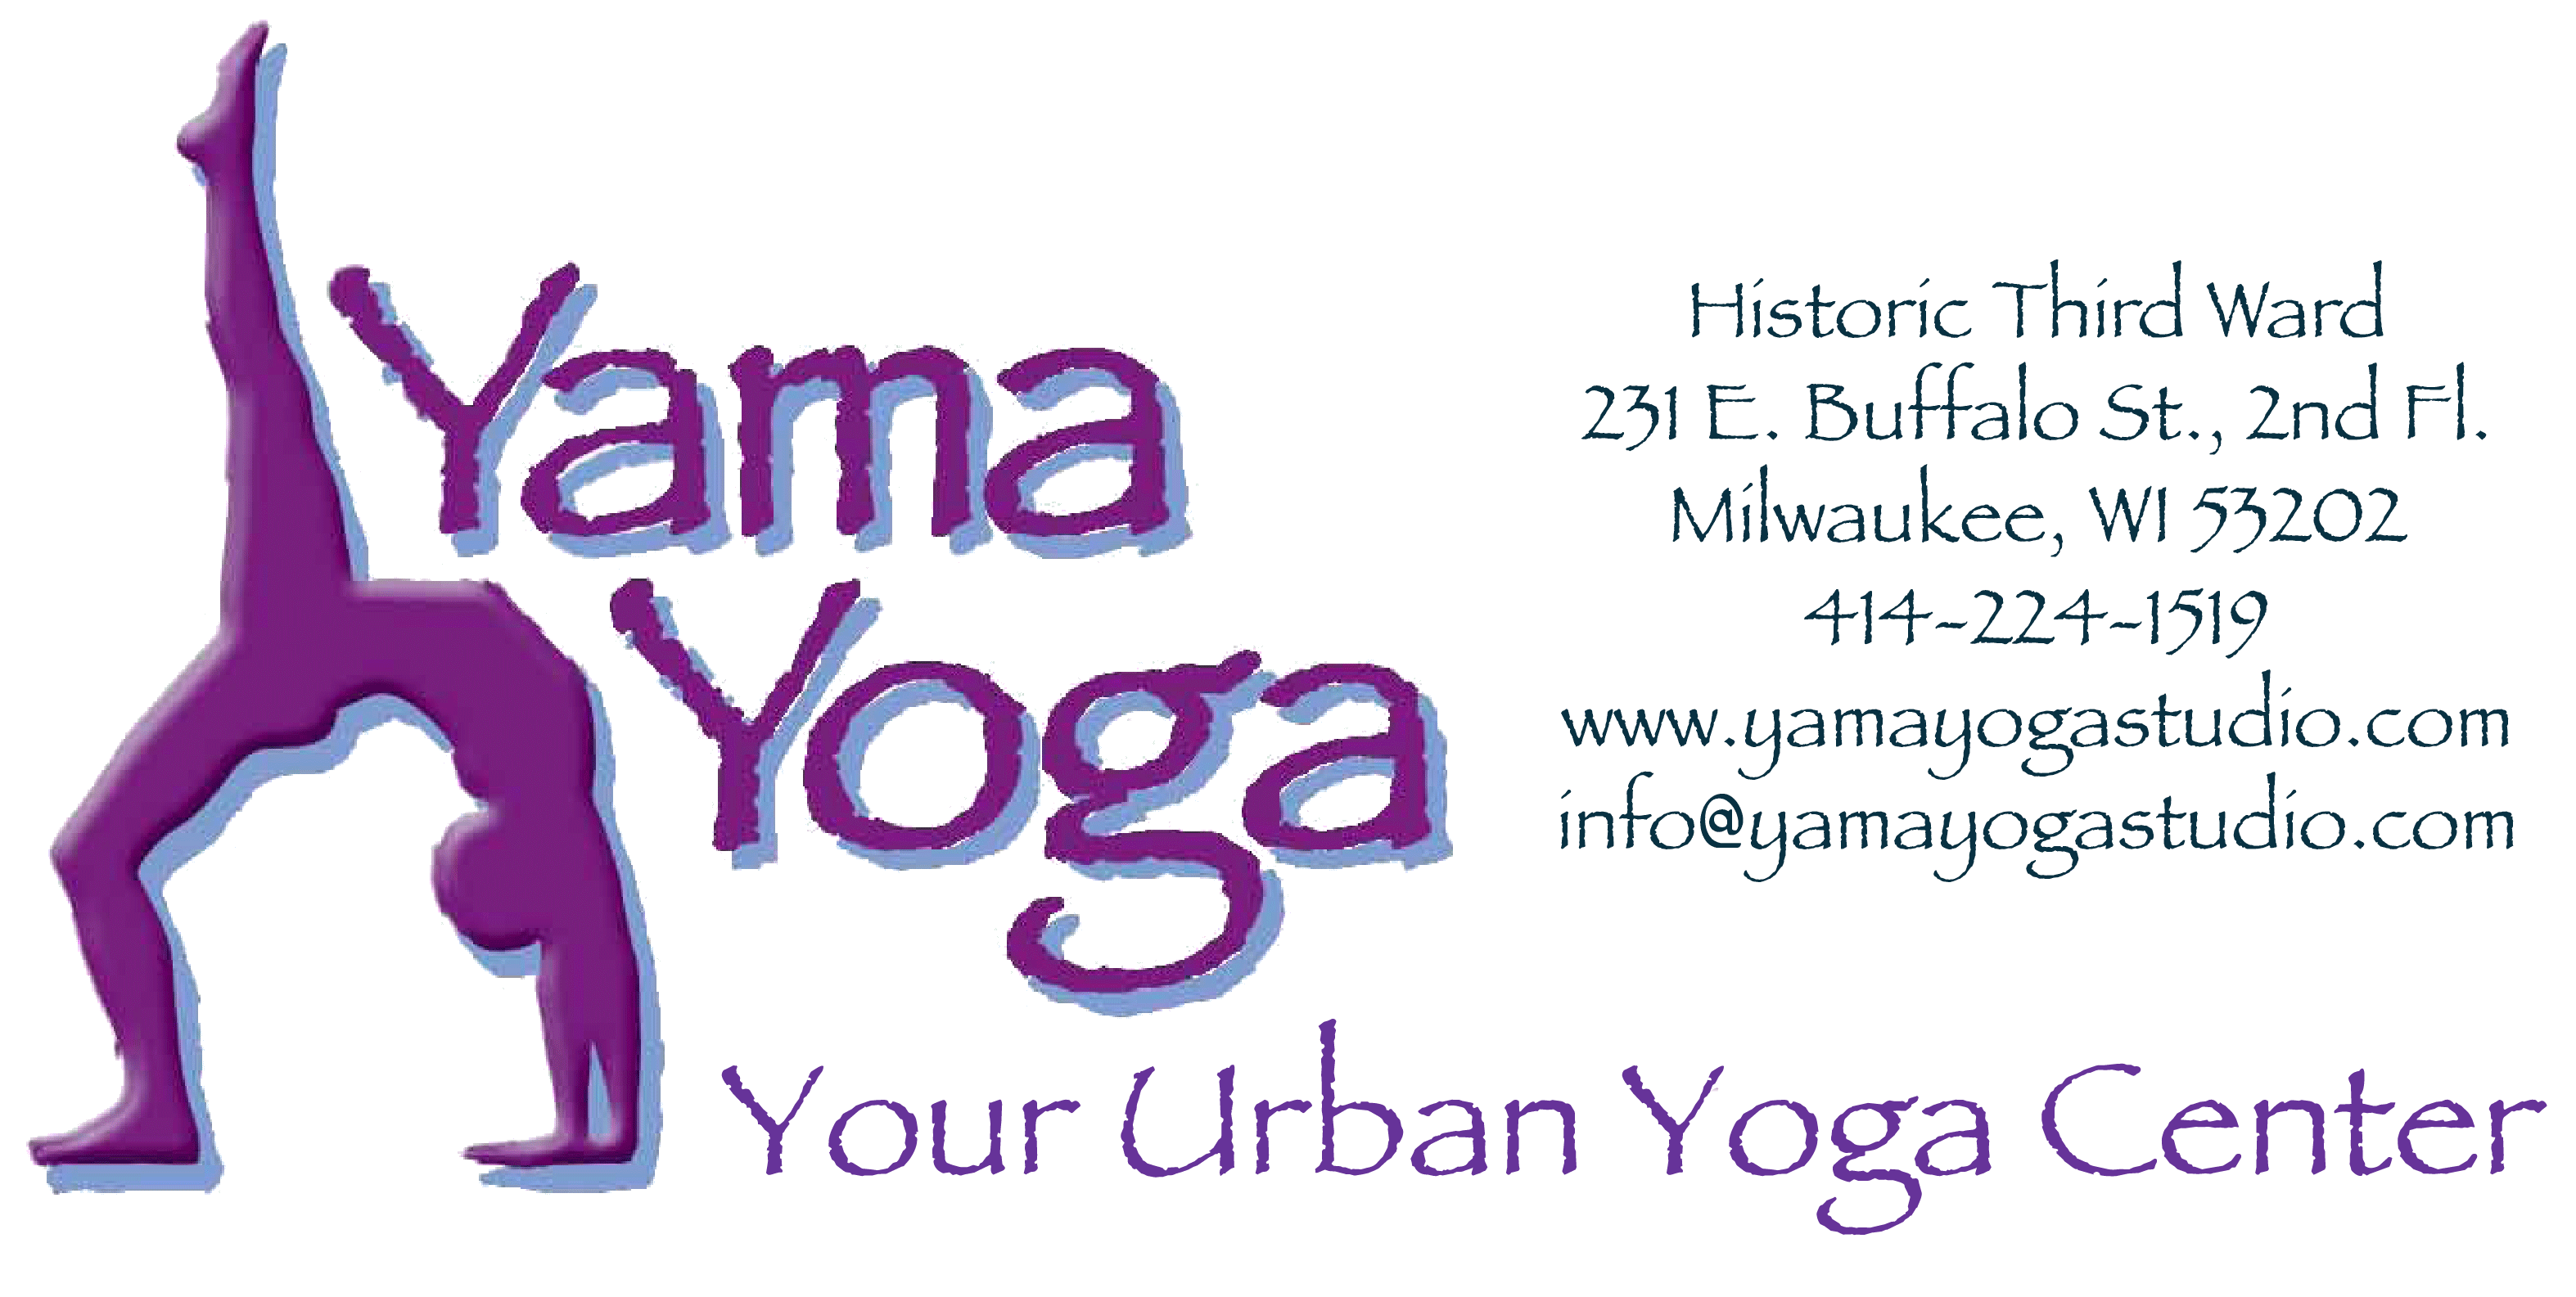 Yama
Yoga
Historic Third Ward
231 E. Buffalo St., 2nd Fl.
Milwaukee, WI 53202
414-224-1519
www.yamayogastudio.com
info@yamayogastudio.com
Your Urban Yoga Center